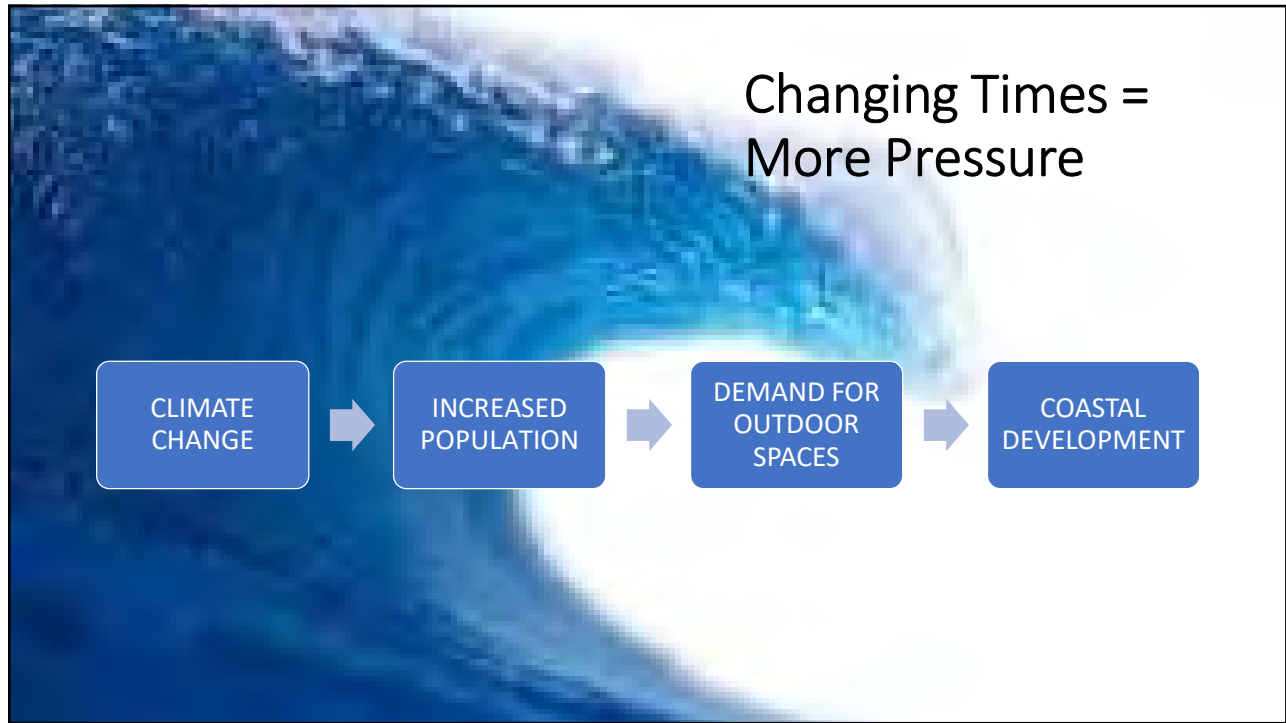 Changing Times =
More Pressure
CLIMATE
CHANGE
INCREASED
POPULATION
DEMAND FOR
OUTDOOR
SPACES
COASTAL
DEVELOPMENT